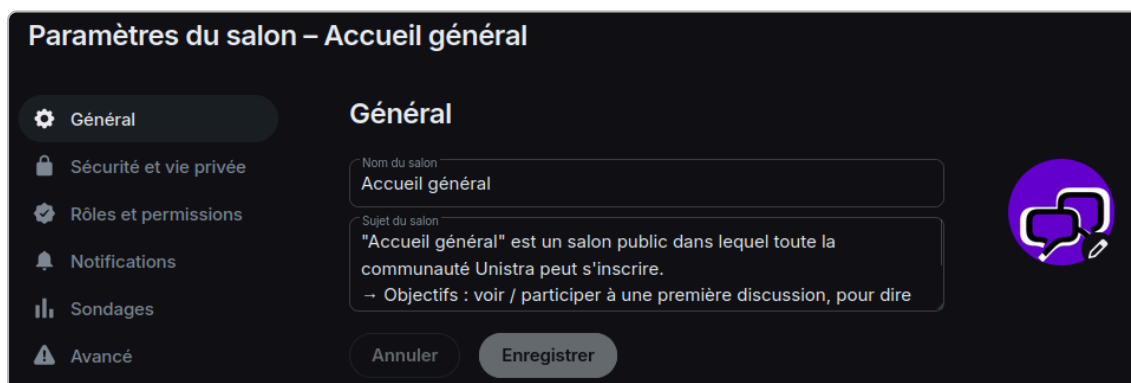 Paramètres du salon – Accueil général
Général
Sécurité et vie privée
Rôles et permissions
Notifications
Sondages
Avancé
Général
Nom du salon
Accueil général
Sujet du salon
"Accueil général" est un salon public dans lequel toute la
communauté Unistra peut s'inscrire.
→ Objectifs : voir / participer à une première discussion, pour dire
Annuler
Enregistrer